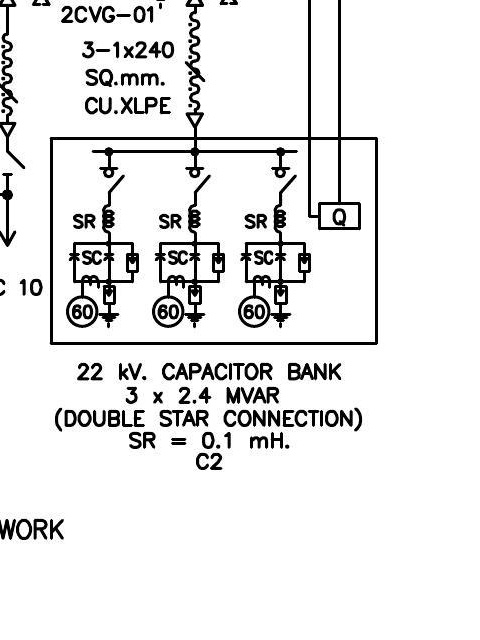 2CVG-01'
3-1x240
SQ.mm.
CU.XLPE
Q
SR SR SR
SC SC SC
C 10
60 60 60
22 kV. CAPACITOR BANK
3 x 2.4 MVAR
(DOUBLE STAR CONNECTION)
SR = 0.1 mH.
C2
WORK